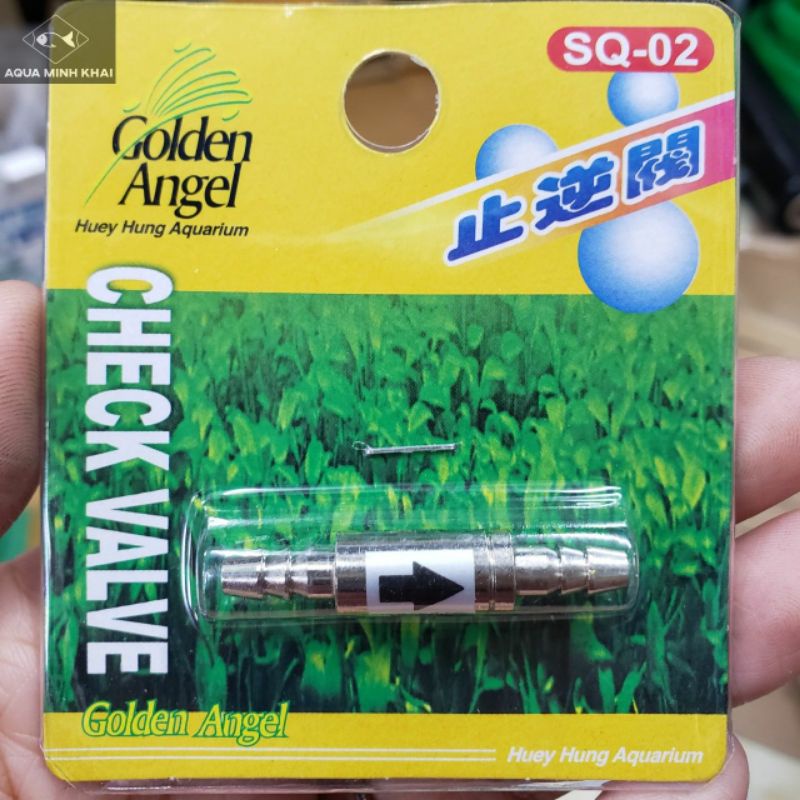 AQUA MINH KHAI
SQ-02
Golden
Angel
Huey Hung Aquarium
止逆閥
CHECK VALVE
Golden Angel
Huey Hung Aquarium